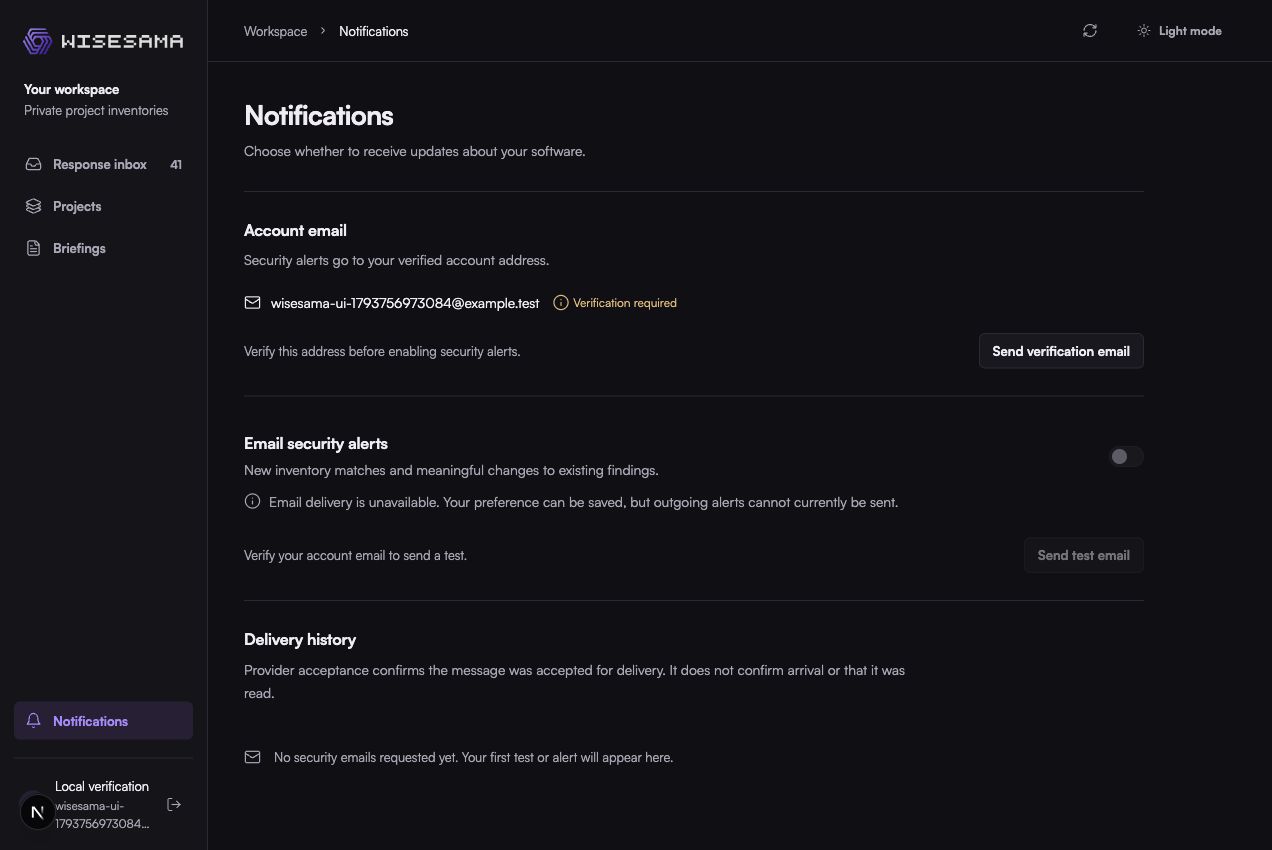 WISESAMA
Your workspace
Private project inventories
Response inbox 41
Projects
Briefings
Notifications
Local verification
wisesama-ui-
1793756973084...
N
Workspace > Notifications
Light mode
Notifications
Choose whether to receive updates about your software.
Account email
Security alerts go to your verified account address.
wisesama-ui-1793756973084@example.test Verification required
Verify this address before enabling security alerts.
Send verification email
Email security alerts
New inventory matches and meaningful changes to existing findings.
Email delivery is unavailable. Your preference can be saved, but outgoing alerts cannot currently be sent.
Verify your account email to send a test.
Send test email
Delivery history
Provider acceptance confirms the message was accepted for delivery. It does not confirm arrival or that it was
read.
No security emails requested yet. Your first test or alert will appear here.